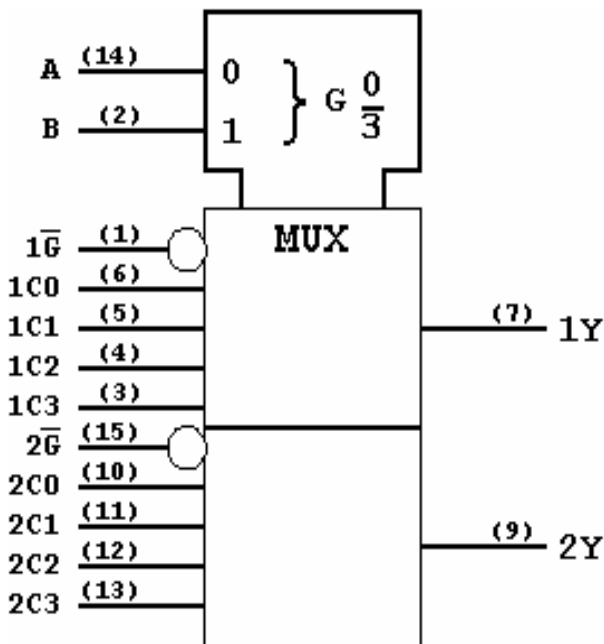 A (14) 0
B (2) 1
} G 0/3
MUX
1G̅ (1)
1C0 (6)
1C1 (5)
1C2 (4)
1C3 (3)
2G̅ (15)
2C0 (10)
2C1 (11)
2C2 (12)
2C3 (13)
(7) 1Y
(9) 2Y